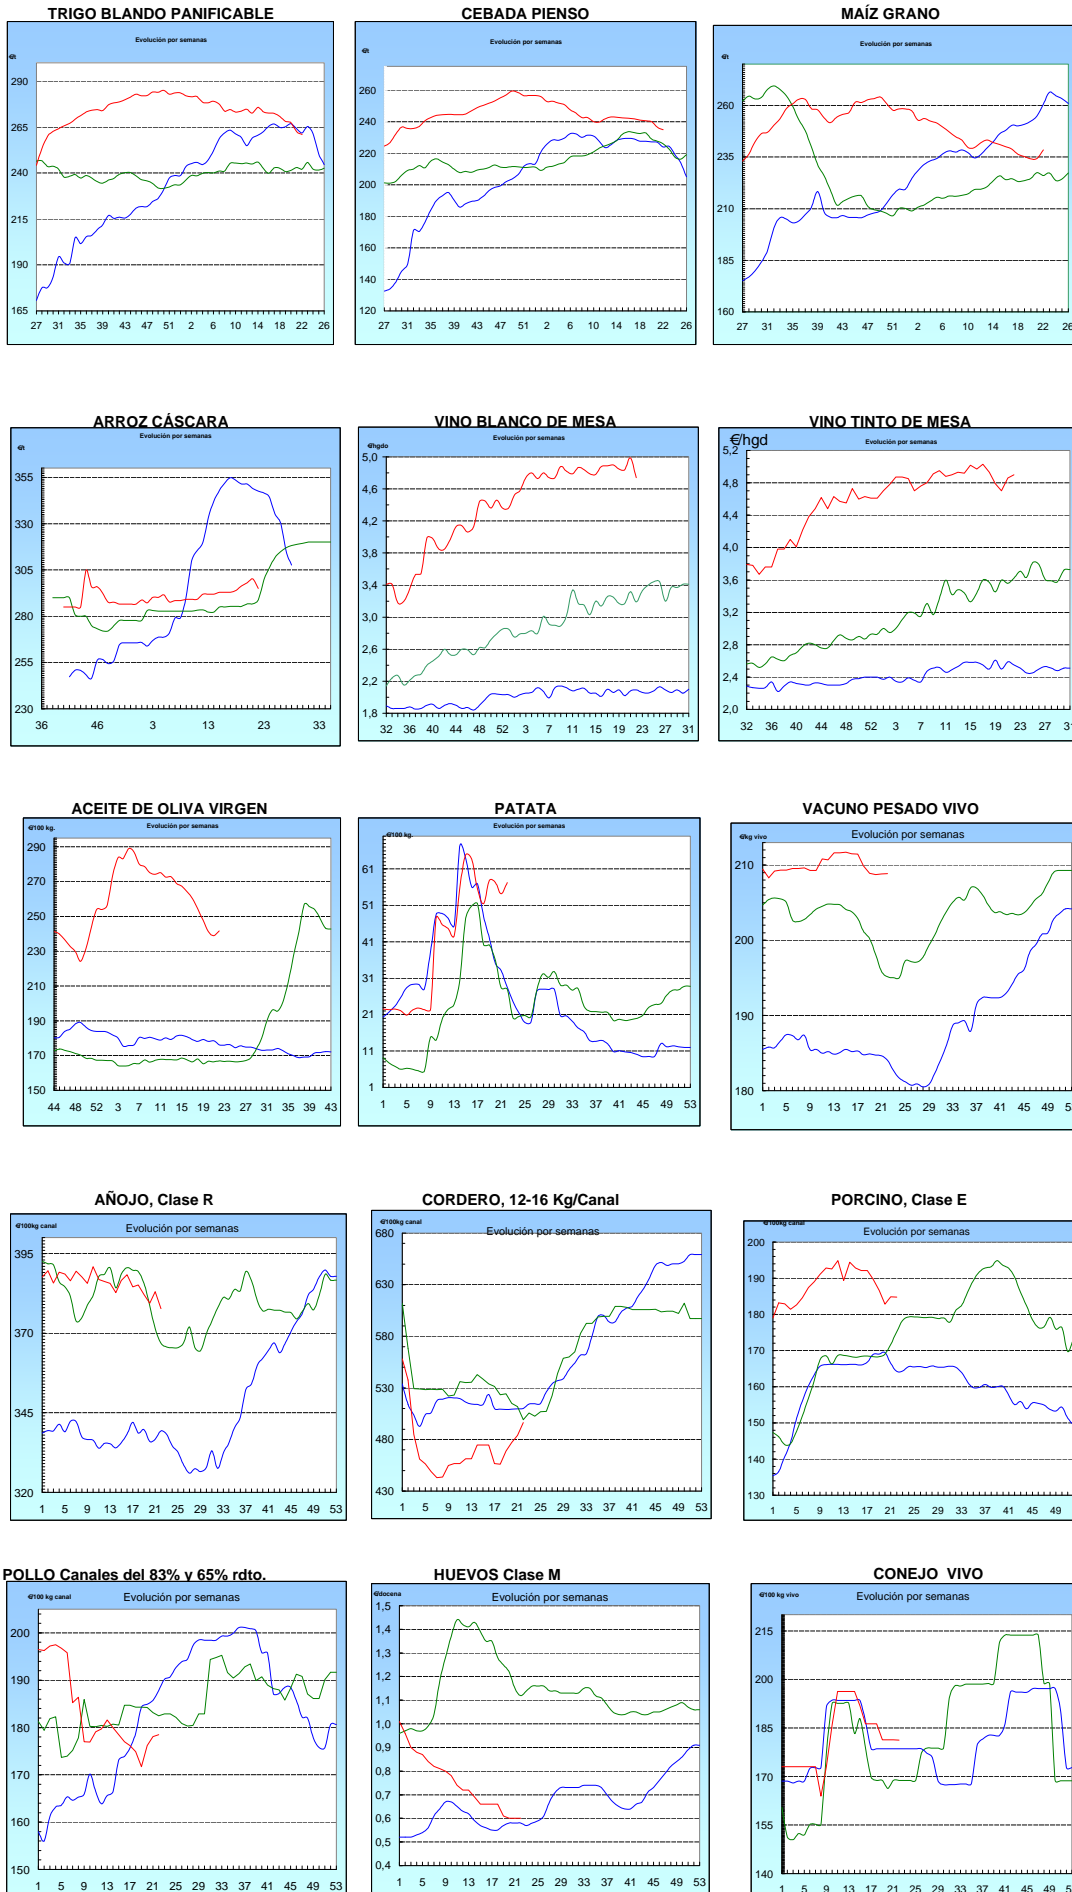 TRIGO BLANDO PANIFICABLE
CEBADA PIENSO
MAÍZ GRANO
Evolución por semanas
Evolución por semanas
Evolución por semanas
€/t
€/t
€/t
290
265
240
215
190
165
27 31 35 39 43 47 51 2 6 10 14 18 22 26
260
240
220
200
180
160
140
120
27 31 35 39 43 47 51 2 6 10 14 18 22 26
260
235
210
185
160
27 31 35 39 43 47 51 2 6 10 14 18 22 26
ARROZ CÁSCARA
VINO BLANCO DE MESA
VINO TINTO DE MESA
Evolución por semanas
Evolución por semanas
Evolución por semanas
€/t
€/hgdo
€/hgd
355
330
305
280
255
230
36 46 3 13 23 33
5,0
4,6
4,2
3,8
3,4
3,0
2,6
2,2
1,8
32 36 40 44 48 52 3 7 11 15 19 23 27 31
5,2
4,8
4,4
4,0
3,6
3,2
2,8
2,4
2,0
32 36 40 44 48 52 3 7 11 15 19 23 27 31
ACEITE DE OLIVA VIRGEN
PATATA
VACUNO PESADO VIVO
€/100 kg.
Evolución por semanas
€/100 kg.
Evolución por semanas
€/kg vivo
Evolución por semanas
290
270
250
230
210
190
170
150
44 48 52 3 7 11 15 19 23 27 31 35 39 43
61
51
41
31
21
11
1
1 5 9 13 17 21 25 29 33 37 41 45 49 53
210
200
190
180
1 5 9 13 17 21 25 29 33 37 41 45 49 53
AÑOJO, Clase R
CORDERO, 12-16 Kg/Canal
PORCINO, Clase E
€/100kg canal
Evolución por semanas
€/100kg canal
Evolución por semanas
€/100kg canal
Evolución por semanas
395
370
345
320
1 5 9 13 17 21 25 29 33 37 41 45 49 53
680
630
580
530
480
430
1 5 9 13 17 21 25 29 33 37 41 45 49 53
200
190
180
170
160
150
140
130
1 5 9 13 17 21 25 29 33 37 41 45 49
POLLO Canales del 83% y 65% rdto.
HUEVOS Clase M
CONEJO VIVO
€/100 kg canal
Evolución por semanas
€/docena
Evolución por semanas
€/100 kg vivo
Evolución por semanas
200
190
180
170
160
150
1 5 9 13 17 21 25 29 33 37 41 45 49 53
1,5
1,4
1,3
1,2
1,1
1,0
0,9
0,8
0,7
0,6
0,5
0,4
1 5 9 13 17 21 25 29 33 37 41 45 49 53
215
200
185
170
155
140
1 5 9 13 17 21 25 29 33 37 41 45 49